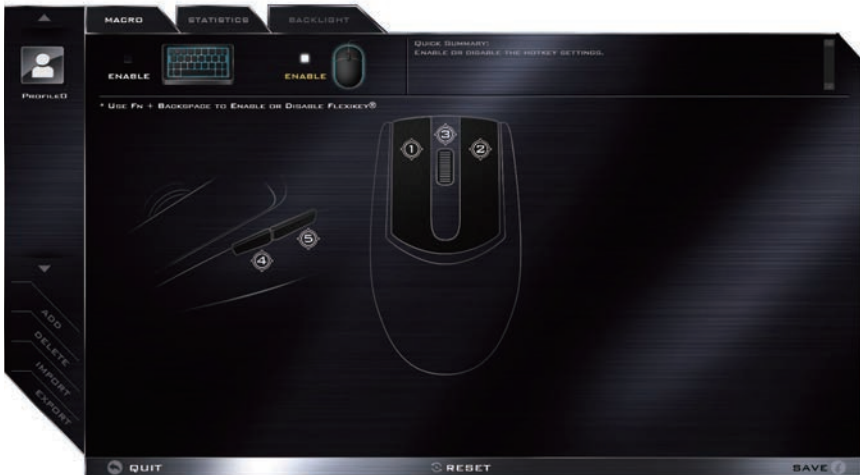 MACRO STATISTICS BACKLIGHT
QUICK SUMMARY:
ENABLE OR DISABLE THE HOTKEY SETTINGS.
ENABLE ENABLE
PROFILE0
* USE FN + BACKSPACE TO ENABLE OR DISABLE FLEXIKEY®
3
1 2
5
4
ADD
DELETE
IMPORT
EXPORT
QUIT RESET SAVE